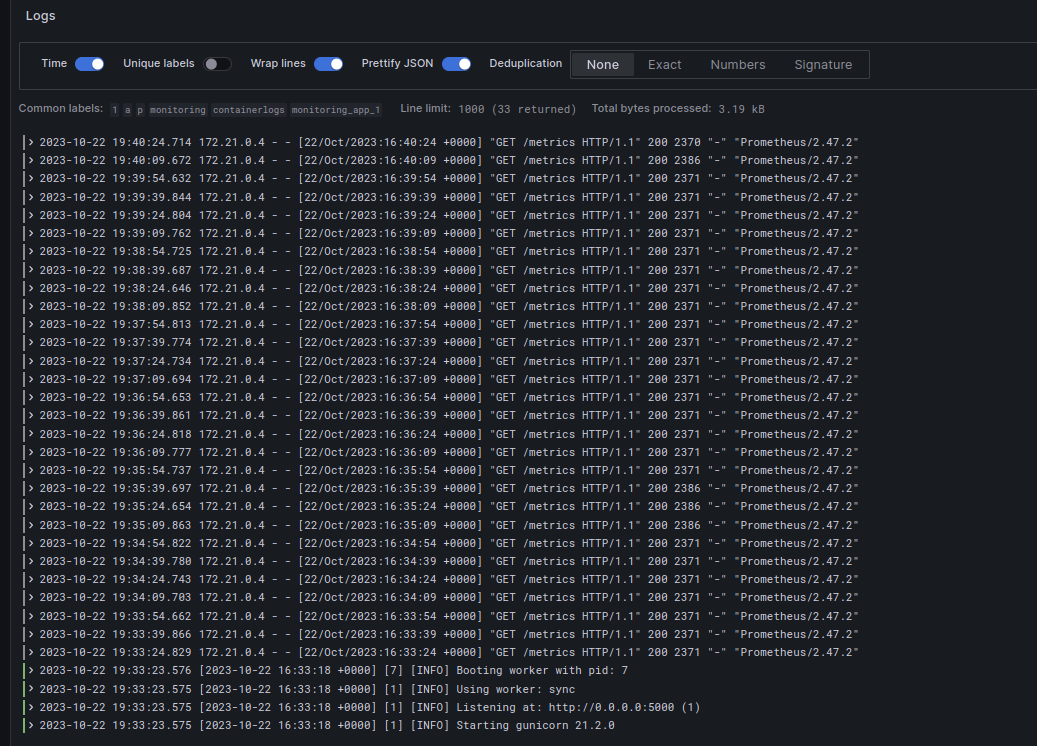 Logs
Time Unique labels Wrap lines Prettify JSON Deduplication None Exact Numbers Signature
Common labels: 1 a p monitoring containerlogs monitoring_app_1 Line limit: 1000 (33 returned) Total bytes processed: 3.19 kB
> 2023-10-22 19:40:24.714 172.21.0.4 - - [22/Oct/2023:16:40:24 +0000] "GET /metrics HTTP/1.1" 200 2370 "-" "Prometheus/2.47.2"
> 2023-10-22 19:40:09.672 172.21.0.4 - - [22/Oct/2023:16:40:09 +0000] "GET /metrics HTTP/1.1" 200 2386 "-" "Prometheus/2.47.2"
> 2023-10-22 19:39:54.632 172.21.0.4 - - [22/Oct/2023:16:39:54 +0000] "GET /metrics HTTP/1.1" 200 2371 "-" "Prometheus/2.47.2"
> 2023-10-22 19:39:39.844 172.21.0.4 - - [22/Oct/2023:16:39:39 +0000] "GET /metrics HTTP/1.1" 200 2371 "-" "Prometheus/2.47.2"
> 2023-10-22 19:39:24.804 172.21.0.4 - - [22/Oct/2023:16:39:24 +0000] "GET /metrics HTTP/1.1" 200 2371 "-" "Prometheus/2.47.2"
> 2023-10-22 19:39:09.762 172.21.0.4 - - [22/Oct/2023:16:39:09 +0000] "GET /metrics HTTP/1.1" 200 2371 "-" "Prometheus/2.47.2"
> 2023-10-22 19:38:54.725 172.21.0.4 - - [22/Oct/2023:16:38:54 +0000] "GET /metrics HTTP/1.1" 200 2371 "-" "Prometheus/2.47.2"
> 2023-10-22 19:38:39.687 172.21.0.4 - - [22/Oct/2023:16:38:39 +0000] "GET /metrics HTTP/1.1" 200 2371 "-" "Prometheus/2.47.2"
> 2023-10-22 19:38:24.646 172.21.0.4 - - [22/Oct/2023:16:38:24 +0000] "GET /metrics HTTP/1.1" 200 2371 "-" "Prometheus/2.47.2"
> 2023-10-22 19:38:09.852 172.21.0.4 - - [22/Oct/2023:16:38:09 +0000] "GET /metrics HTTP/1.1" 200 2371 "-" "Prometheus/2.47.2"
> 2023-10-22 19:37:54.813 172.21.0.4 - - [22/Oct/2023:16:37:54 +0000] "GET /metrics HTTP/1.1" 200 2371 "-" "Prometheus/2.47.2"
> 2023-10-22 19:37:39.774 172.21.0.4 - - [22/Oct/2023:16:37:39 +0000] "GET /metrics HTTP/1.1" 200 2371 "-" "Prometheus/2.47.2"
> 2023-10-22 19:37:24.734 172.21.0.4 - - [22/Oct/2023:16:37:24 +0000] "GET /metrics HTTP/1.1" 200 2371 "-" "Prometheus/2.47.2"
> 2023-10-22 19:37:09.694 172.21.0.4 - - [22/Oct/2023:16:37:09 +0000] "GET /metrics HTTP/1.1" 200 2371 "-" "Prometheus/2.47.2"
> 2023-10-22 19:36:54.653 172.21.0.4 - - [22/Oct/2023:16:36:54 +0000] "GET /metrics HTTP/1.1" 200 2371 "-" "Prometheus/2.47.2"
> 2023-10-22 19:36:39.861 172.21.0.4 - - [22/Oct/2023:16:36:39 +0000] "GET /metrics HTTP/1.1" 200 2371 "-" "Prometheus/2.47.2"
> 2023-10-22 19:36:24.818 172.21.0.4 - - [22/Oct/2023:16:36:24 +0000] "GET /metrics HTTP/1.1" 200 2371 "-" "Prometheus/2.47.2"
> 2023-10-22 19:36:09.777 172.21.0.4 - - [22/Oct/2023:16:36:09 +0000] "GET /metrics HTTP/1.1" 200 2371 "-" "Prometheus/2.47.2"
> 2023-10-22 19:35:54.737 172.21.0.4 - - [22/Oct/2023:16:35:54 +0000] "GET /metrics HTTP/1.1" 200 2371 "-" "Prometheus/2.47.2"
> 2023-10-22 19:35:39.697 172.21.0.4 - - [22/Oct/2023:16:35:39 +0000] "GET /metrics HTTP/1.1" 200 2386 "-" "Prometheus/2.47.2"
> 2023-10-22 19:35:24.654 172.21.0.4 - - [22/Oct/2023:16:35:24 +0000] "GET /metrics HTTP/1.1" 200 2386 "-" "Prometheus/2.47.2"
> 2023-10-22 19:35:09.863 172.21.0.4 - - [22/Oct/2023:16:35:09 +0000] "GET /metrics HTTP/1.1" 200 2386 "-" "Prometheus/2.47.2"
> 2023-10-22 19:34:54.822 172.21.0.4 - - [22/Oct/2023:16:34:54 +0000] "GET /metrics HTTP/1.1" 200 2371 "-" "Prometheus/2.47.2"
> 2023-10-22 19:34:39.780 172.21.0.4 - - [22/Oct/2023:16:34:39 +0000] "GET /metrics HTTP/1.1" 200 2371 "-" "Prometheus/2.47.2"
> 2023-10-22 19:34:24.743 172.21.0.4 - - [22/Oct/2023:16:34:24 +0000] "GET /metrics HTTP/1.1" 200 2371 "-" "Prometheus/2.47.2"
> 2023-10-22 19:34:09.703 172.21.0.4 - - [22/Oct/2023:16:34:09 +0000] "GET /metrics HTTP/1.1" 200 2371 "-" "Prometheus/2.47.2"
> 2023-10-22 19:33:54.662 172.21.0.4 - - [22/Oct/2023:16:33:54 +0000] "GET /metrics HTTP/1.1" 200 2371 "-" "Prometheus/2.47.2"
> 2023-10-22 19:33:39.866 172.21.0.4 - - [22/Oct/2023:16:33:39 +0000] "GET /metrics HTTP/1.1" 200 2371 "-" "Prometheus/2.47.2"
> 2023-10-22 19:33:24.829 172.21.0.4 - - [22/Oct/2023:16:33:24 +0000] "GET /metrics HTTP/1.1" 200 2371 "-" "Prometheus/2.47.2"
> 2023-10-22 19:33:23.576 [2023-10-22 16:33:18 +0000] [7] [INFO] Booting worker with pid: 7
> 2023-10-22 19:33:23.575 [2023-10-22 16:33:18 +0000] [1] [INFO] Using worker: sync
> 2023-10-22 19:33:23.575 [2023-10-22 16:33:18 +0000] [1] [INFO] Listening at: http://0.0.0.0:5000 (1)
> 2023-10-22 19:33:23.575 [2023-10-22 16:33:18 +0000] [1] [INFO] Starting gunicorn 21.2.0